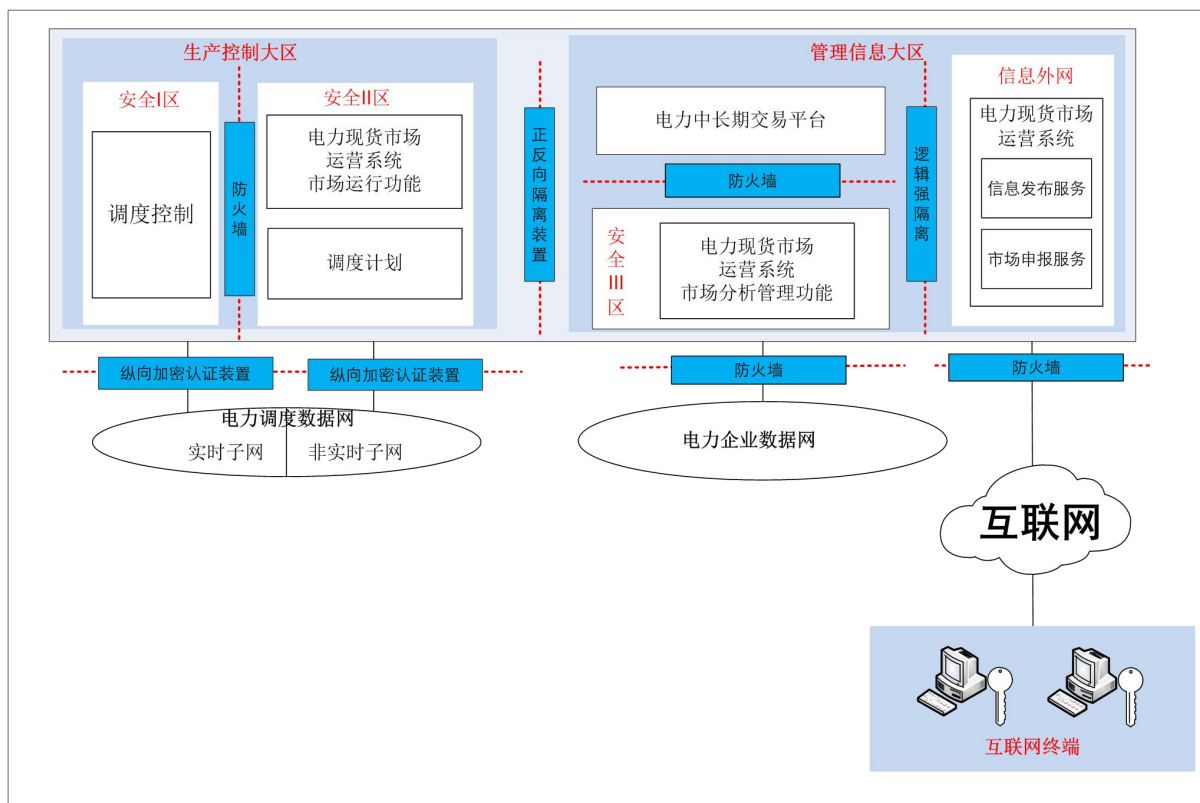 生产控制大区
安全I区
调度控制
防火墙
安全II区
电力现货市场
运营系统
市场运行功能
调度计划
正反向隔离装置
管理信息大区
电力中长期交易平台
防火墙
安全III区
电力现货市场
运营系统
市场分析管理功能
逻辑强隔离
信息外网
电力现货市场
运营系统
信息发布服务
市场申报服务
纵向加密认证装置
纵向加密认证装置
防火墙
防火墙
电力调度数据网
实时子网
非实时子网
电力企业数据网
互联网
互联网终端